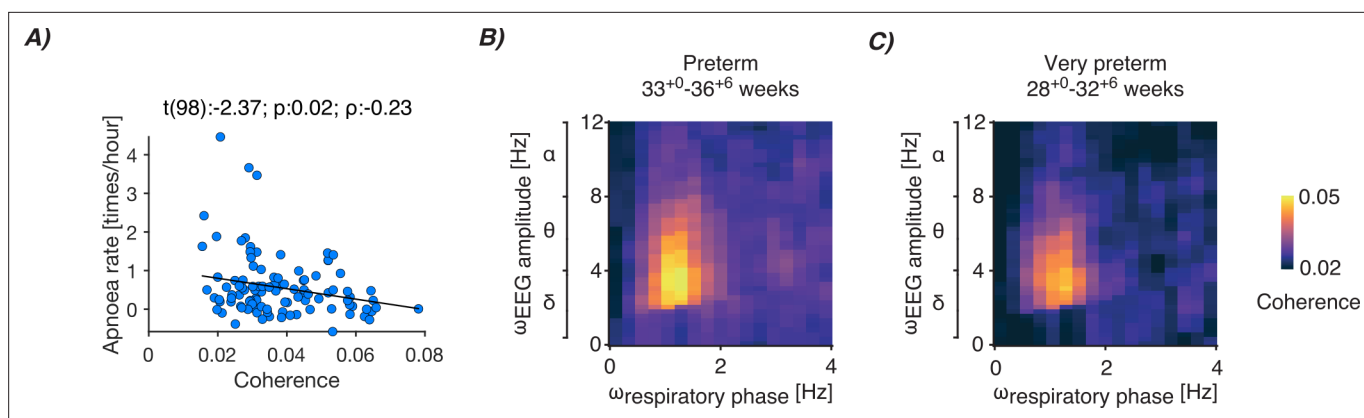 A)
t(98):-2.37; p:0.02; ρ:-0.23
Apnoea rate [times/hour]
4
3
2
1
0
0
0.02
0.04
0.06
0.08
Coherence
B)
Preterm
33+0-36+6 weeks
ωEEG amplitude [Hz]
α
θ
δ
12
8
4
0
0
2
4
ωrespiratory phase [Hz]
C)
Very preterm
28+0-32+6 weeks
ωEEG amplitude [Hz]
α
θ
δ
12
8
4
0
0
2
4
ωrespiratory phase [Hz]
0.05
0.02
Coherence